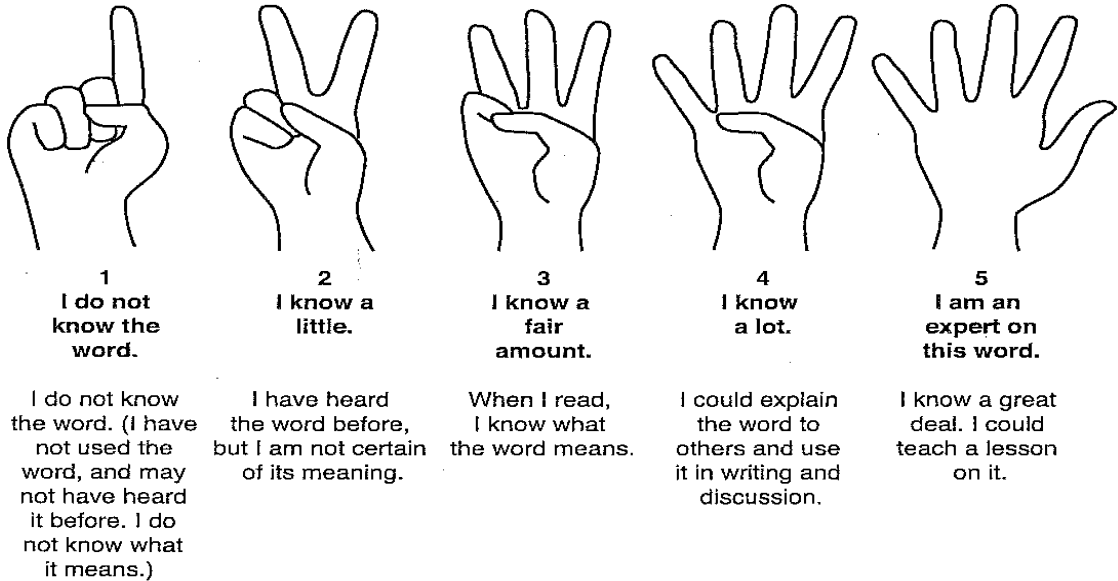 1
I do not
know the
word.
I do not know
the word. (I have
not used the
word, and may
not have heard
it before. I do
not know what
it means.)
2
I know a
little.
I have heard
the word before,
but I am not certain
of its meaning.
3
I know a
fair
amount.
When I read,
I know what
the word means.
4
I know
a lot.
I could explain
the word to
others and use
it in writing and
discussion.
5
I am an
expert on
this word.
I know a great
deal. I could
teach a lesson
on it.